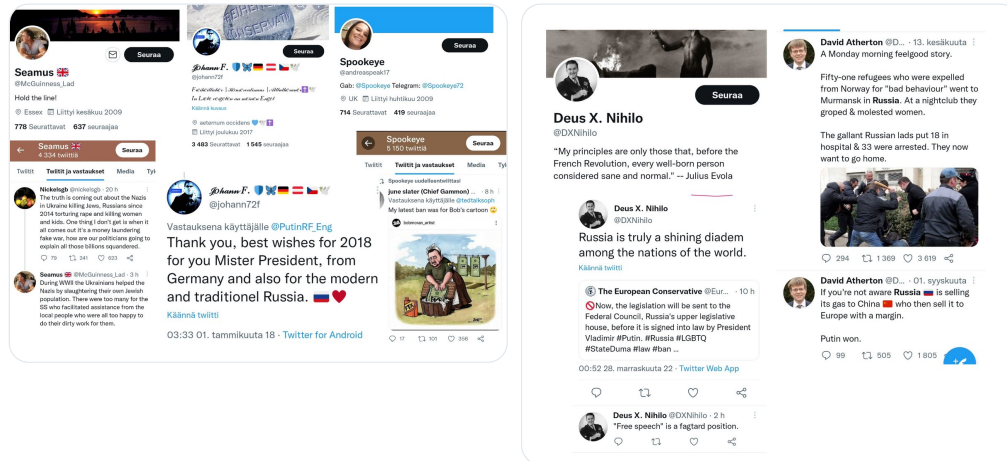 Seuraa
Seamus 🇬🇧
@McGuinness_Lad
Hold the line!
Essex Liittyi kesäkuu 2009
778 Seurattavat 637 seuraajaa
Seuraa
Johann F.
@johann72f
Käännä kuvaus
aeternum occidens
Liittyi joulukuu 2017
3 483 Seurattavat 1 545 seuraajaa
Seuraa
Spookeye
@andreaspeak17
Gab: @Spookeye Telegram: @Spookeye72
UK Liittyi huhtikuu 2009
714 Seurattavat 419 seuraajaa
Seamus 🇬🇧
4 334 twiittiä
Seuraa
Twiitit Twiitit ja vastaukset Media Ty
Nickelsgb @nickelsgb · 20 h
The truth is coming out about the Nazis
in Ukraine killing Jews, Russians since
2014 torturing rape and killing women
and kids. One thing I don't get is when it
all comes out it's a money laundering
fake war, how are our politicians going to
explain all those billions squandered.
79 241 623
Seamus 🇬🇧 @McGuinness_Lad · 3 h
During WWII the Ukrainians helped the
Nazis by slaughtering their own Jewish
population. There were too many for the
SS who facilitated assistance from the
local people who were all too happy to
do their dirty work for them.
Johann F.
@johann72f
Vastauksena käyttäjälle @PutinRF_Eng
Thank you, best wishes for 2018
for you Mister President, from
Germany and also for the modern
and traditionel Russia. 🇷🇺❤️
Käännä twiitti
03:33 01. tammikuuta 18 · Twitter for Android
Spookeye
5 150 twiittiä
Seuraa
Twiitit Twiitit ja vastaukset Media Tyk
Spookeye uudelleentwiittasi
june slater (Chief Gammon) ... · 8 h
Vastauksena käyttäjälle @tedtalksoph
My latest ban was for Bob's cartoon
bobmoran_artist
17 101 356
Seuraa
Deus X. Nihilo
@DXNihilo
"My principles are only those that, before the
French Revolution, every well-born person
considered sane and normal." -- Julius Evola
Deus X. Nihilo
@DXNihilo
Russia is truly a shining diadem
among the nations of the world.
Käännä twiitti
The European Conservative @Eur... · 10 h
🚫Now, the legislation will be sent to the
Federal Council, Russia's upper legislative
house, before it is signed into law by President
Vladimir #Putin. #Russia #LGBTQ
#StateDuma #law #ban ...
00:52 28. marraskuuta 22 · Twitter Web App
Deus X. Nihilo @DXNihilo · 2 h
"Free speech" is a fagtard position.
David Atherton @D... · 13. kesäkuuta
A Monday morning feelgood story.
Fifty-one refugees who were expelled
from Norway for "bad behaviour" went to
Murmansk in Russia. At a nightclub they
groped & molested women.
The gallant Russian lads put 18 in
hospital & 33 were arrested. They now
want to go home.
294 1 369 3 619
David Atherton @D... · 01. syyskuuta
If you're not aware Russia 🇷🇺 is selling
its gas to China 🇨🇳 who then sell it to
Europe with a margin.
Putin won.
99 505 1 805